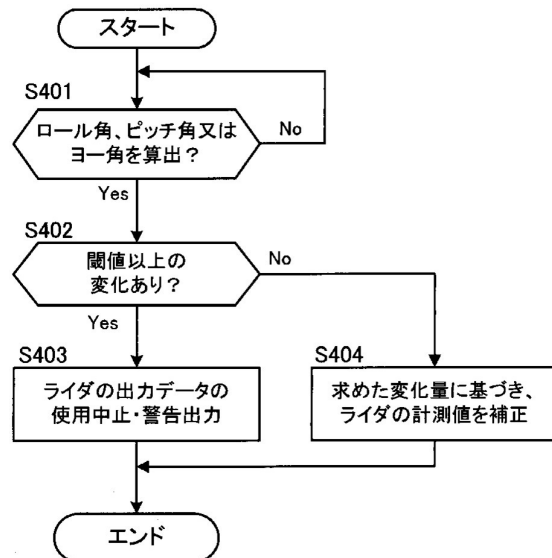 スタート
S401
ロール角、ピッチ角又は
ヨー角を算出？
No
Yes
S402
閾値以上の
変化あり？
No
Yes
S403
ライダの出力データの
使用中止・警告出力
S404
求めた変化量に基づき、
ライダの計測値を補正
エンド